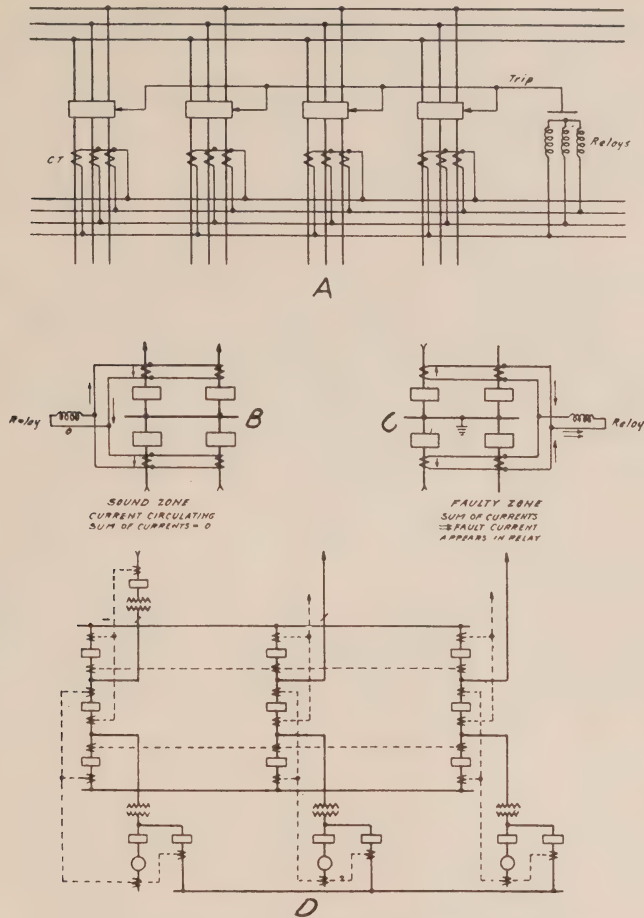 Trip
Relays
CT
A
Relay
O
B
C
Relay
SOUND ZONE
CURRENT CIRCULATING
SUM OF CURRENTS = 0
FAULTY ZONE
SUM OF CURRENTS
= FAULT CURRENT
APPEARS IN RELAY
D